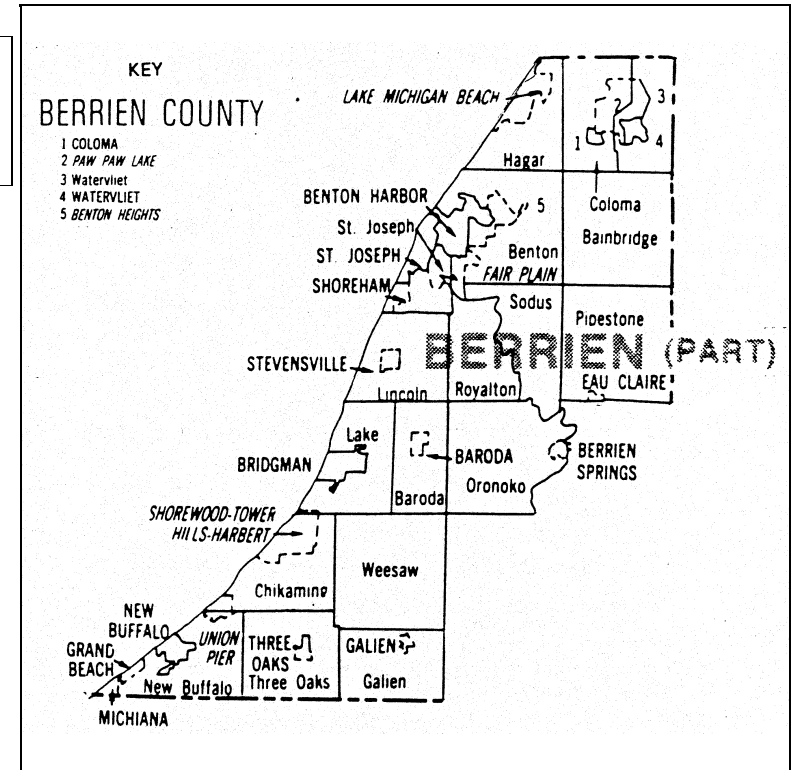 KEY
BERRIEN COUNTY
1 COLOMA
2 PAW PAW LAKE
3 Watervliet
4 WATERVLIET
5 BENTON HEIGHTS
LAKE MICHIGAN BEACH
Hagar
1
2
3
4
Coloma
Bainbridge
BENTON HARBOR
5
St. Joseph
Benton
ST. JOSEPH
FAIR PLAIN
SHOREHAM
Sodus
Pipestone
BERRIEN (PART)
STEVENSVILLE
Lincoln
Royalton
EAU CLAIRE
Lake
BRIDGMAN
BARODA
BERRIEN
SPRINGS
Baroda
Oronoko
SHOREWOOD-TOWER
HILLS-HARBERT
Weesaw
Chikaming
NEW
BUFFALO
UNION
PIER
THREE
OAKS
GALIEN
GRAND
BEACH
New Buffalo
Three Oaks
Galien
MICHIANA